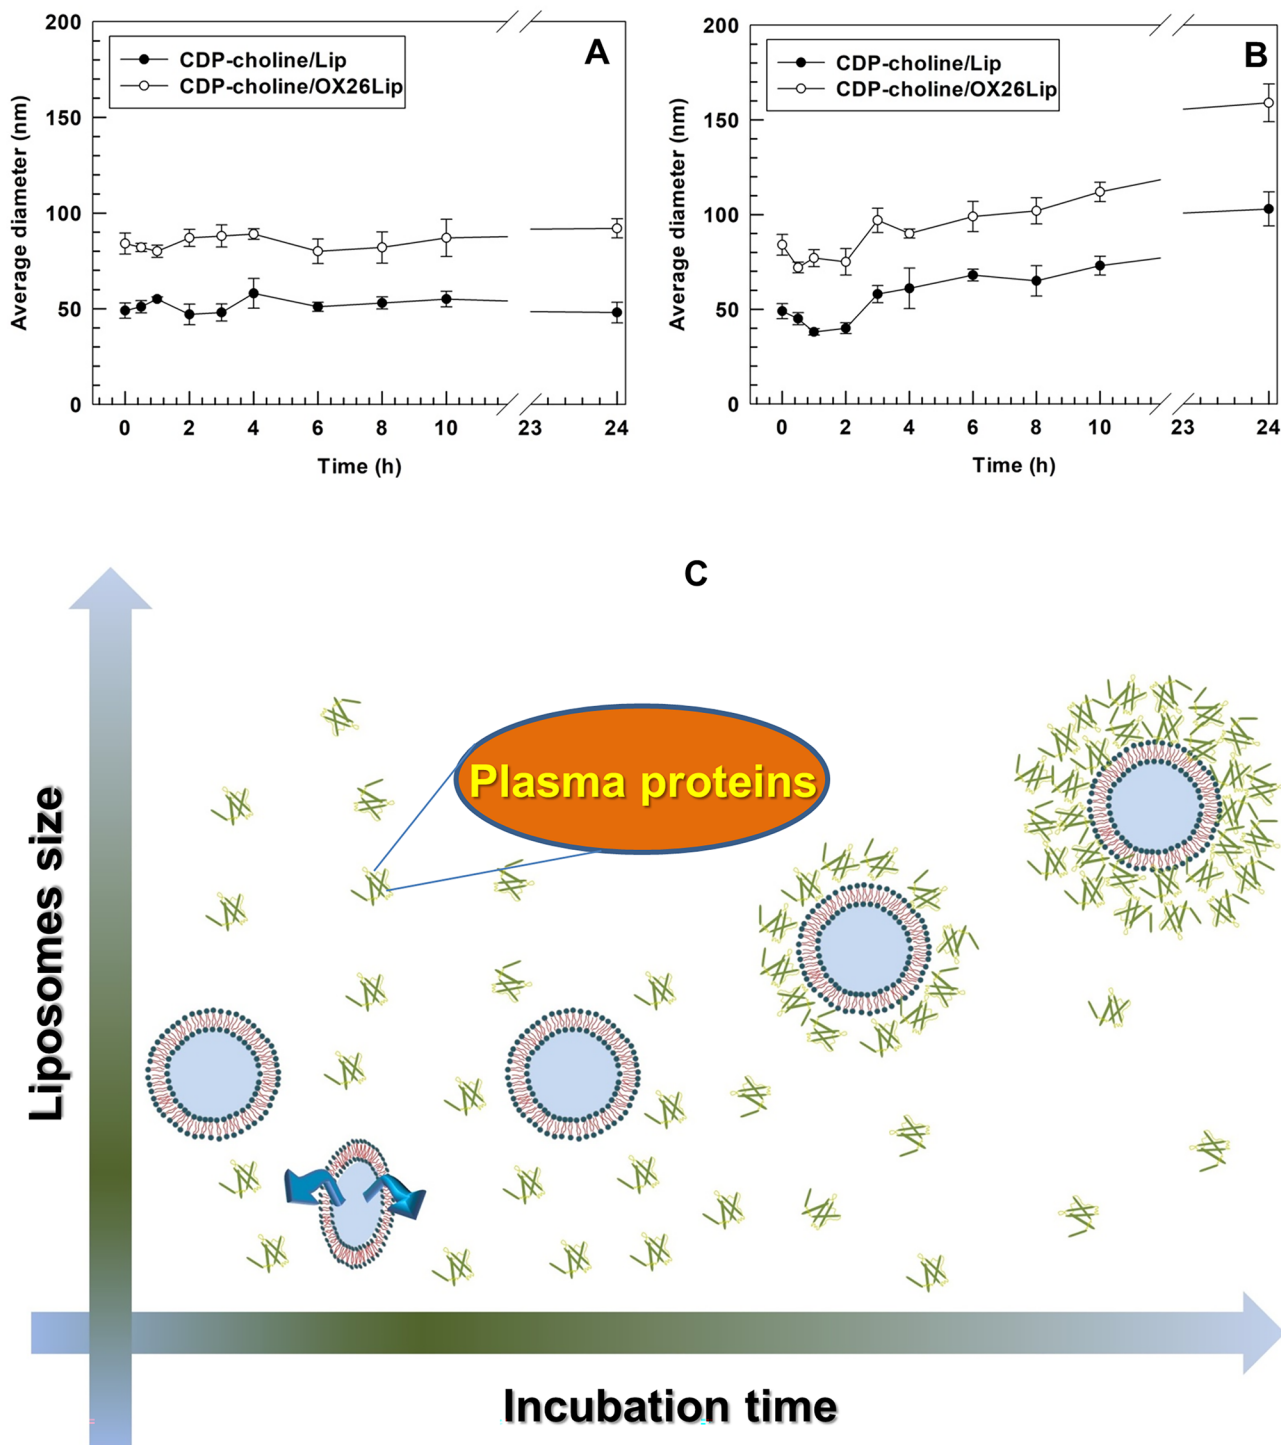 A
CDP-choline/Lip
CDP-choline/OX26Lip
200
150
100
50
0
Average diameter (nm)
0 2 4 6 8 10 23 24
Time (h)
B
CDP-choline/Lip
CDP-choline/OX26Lip
200
150
100
50
0
Average diameter (nm)
0 2 4 6 8 10 23 24
Time (h)
C
Plasma proteins
Liposomes size
Incubation time